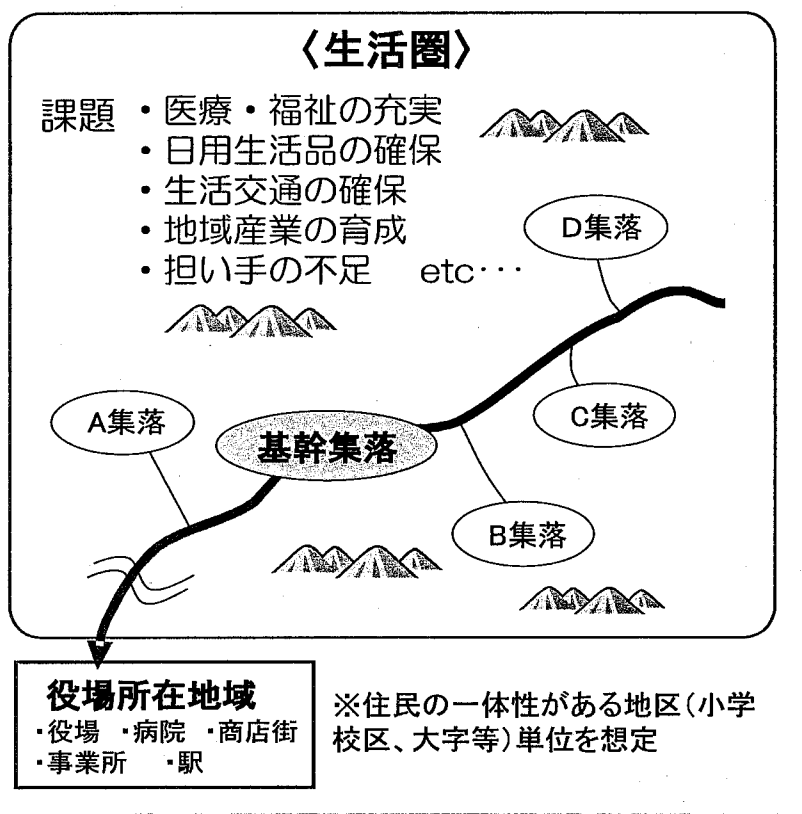 〈生活圏〉
課題 ・医療・福祉の充実
・日用生活品の確保
・生活交通の確保
・地域産業の育成
・担い手の不足 etc…
D集落
A集落
C集落
基幹集落
B集落
役場所在地域
・役場 ・病院 ・商店街
・事業所 ・駅
※住民の一体性がある地区(小学
校区、大字等)単位を想定